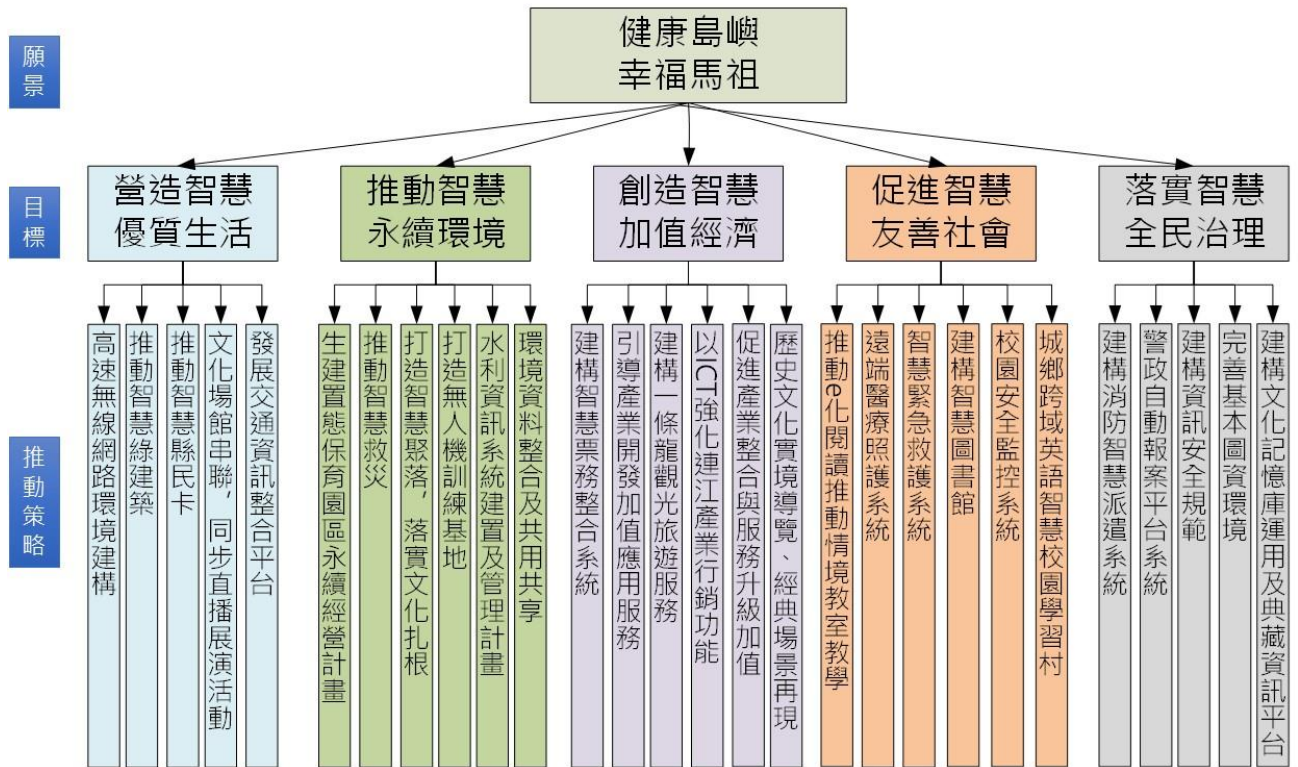 願景
健康島嶼
幸福馬祖
目標
營造智慧
優質生活
推動智慧
永續環境
創造智慧
加值經濟
促進智慧
友善社會
落實智慧
全民治理
推動策略
高速無線網路環境建構
推動智慧綠建築
推動智慧縣民卡
文化場館串聯，同步直播展演活動
發展交通資訊整合平台
生建置態保育園區永續經營計畫
推動智慧救災
打造智慧聚落，落實文化扎根
打造無人機訓練基地
水利資訊系統建置及管理計畫
環境資料整合及共用共享
建構智慧票務整合系統
引導產業開發加值應用服務
建構一條龍觀光旅遊服務
以ICT強化連江產業行銷功能
促進產業整合與服務升級加值
歷史文化實境導覽、經典場景再現
推動e化閱讀推動情境教室教學
遠端醫療照護系統
智慧緊急救護系統
建構智慧圖書館
校園安全監控系統
城鄉跨域英語智慧校園學習村
建構消防智慧派遣系統
警政自動報案平台系統
建構資訊安全規範
完善基本圖資環境
建構文化記憶庫運用及典藏資訊平台